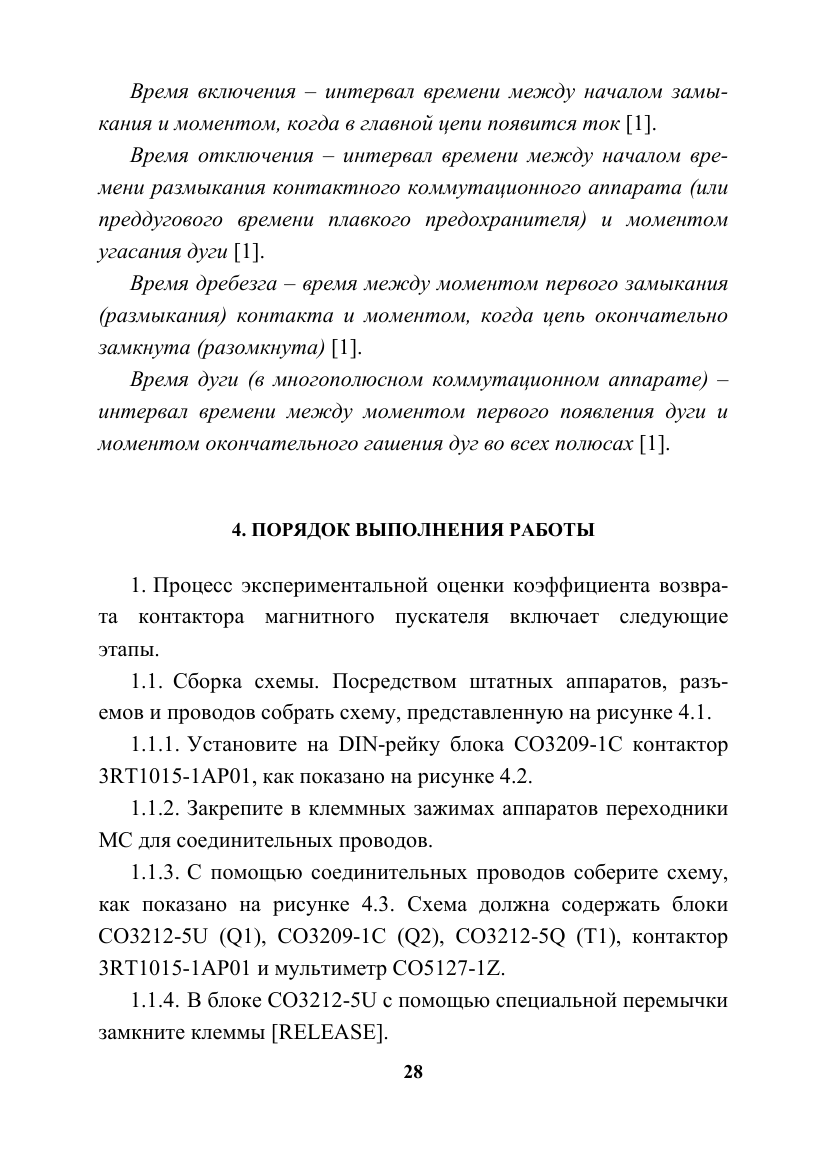 Время включения – интервал времени между началом замы-
кания и моментом, когда в главной цепи появится ток [1].
Время отключения – интервал времени между началом вре-
мени размыкания контактного коммутационного аппарата (или
преддугового времени плавкого предохранителя) и моментом
угасания дуги [1].
Время дребезга – время между моментом первого замыкания
(размыкания) контакта и моментом, когда цепь окончательно
замкнута (разомкнута) [1].
Время дуги (в многополюсном коммутационном аппарате) –
интервал времени между моментом первого появления дуги и
моментом окончательного гашения дуг во всех полюсах [1].
4. ПОРЯДОК ВЫПОЛНЕНИЯ РАБОТЫ
1. Процесс экспериментальной оценки коэффициента возвра-
та контактора магнитного пускателя включает следующие
этапы.
1.1. Сборка схемы. Посредством штатных аппаратов, разъ-
емов и проводов собрать схему, представленную на рисунке 4.1.
1.1.1. Установите на DIN-рейку блока CO3209-1C контактор
3RT1015-1AP01, как показано на рисунке 4.2.
1.1.2. Закрепите в клеммных зажимах аппаратов переходники
МС для соединительных проводов.
1.1.3. С помощью соединительных проводов соберите схему,
как показано на рисунке 4.3. Схема должна содержать блоки
CO3212-5U (Q1), CO3209-1C (Q2), CO3212-5Q (T1), контактор
3RT1015-1AP01 и мультиметр CO5127-1Z.
1.1.4. В блоке CO3212-5U с помощью специальной перемычки
замкните клеммы [RELEASE].
28